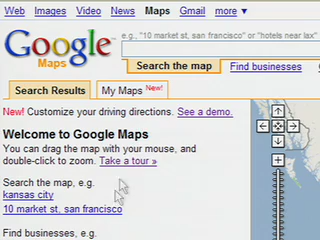 Web Images Video News Maps Gmail more ▼
Google
Maps
e.g., "10 market st, san francisco" or "hotels near lax"
Search the map Find businesses
Search Results My Maps New!
New! Customize your driving directions. See a demo.
Welcome to Google Maps
You can drag the map with your mouse, and
double-click to zoom. Take a tour »
Search the map, e.g.
kansas city
10 market st, san francisco
Find businesses, e.g.